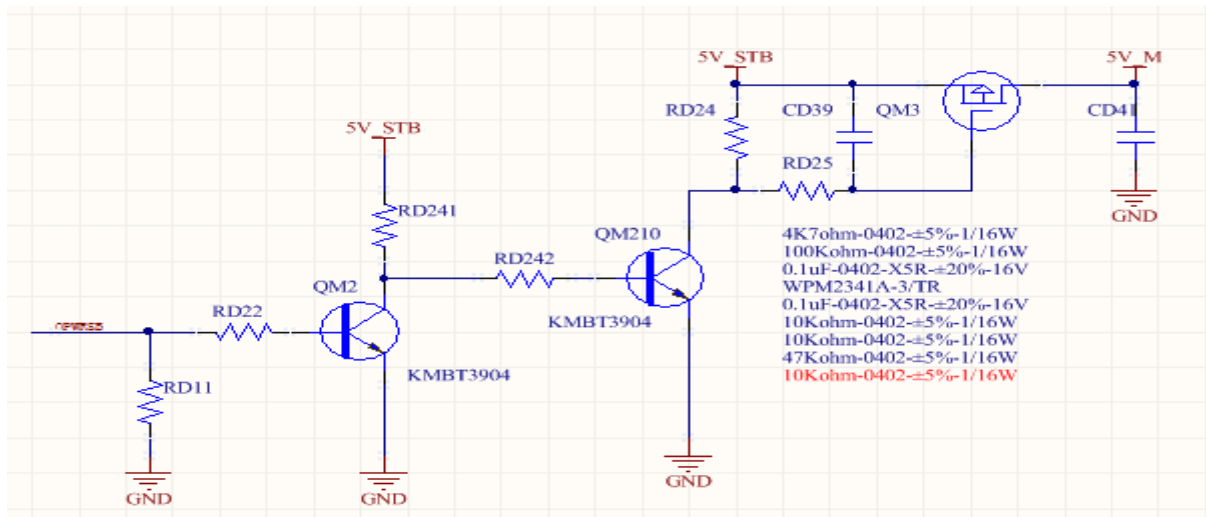 5V_STB
5V_M
RD24
CD39
QM3
CD41
5V_STB
RD25
RD241
GND
QM210
4K7ohm-0402-±5%-1/16W
100Kohm-0402-±5%-1/16W
RD242
0.1uF-0402-X5R-±20%-16V
QM2
WPM2341A-3/TR
0.1uF-0402-X5R-±20%-16V
RD22
KMBT3904
10Kohm-0402-±5%-1/16W
10Kohm-0402-±5%-1/16W
47Kohm-0402-±5%-1/16W
KMBT3904
10Kohm-0402-±5%-1/16W
RD11
GND
GND
GND